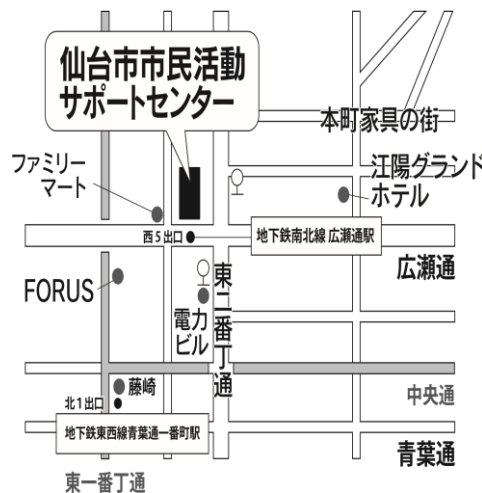 仙台市市民活動
サポートセンター
本町家具の街
ファミリー
マート
江陽グランド
ホテル
西5出口
地下鉄南北線 広瀬通駅
広瀬通
FORUS
電力
ビル
東二番丁通
藤崎
中央通
北1出口
地下鉄東西線青葉通一番町駅
青葉通
東一番丁通